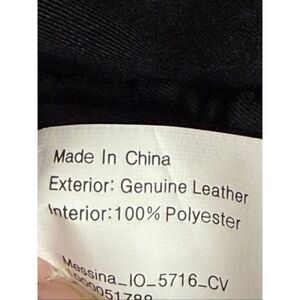 Made In China
Exterior: Genuine Leather
Interior:100% Polyester
Messina_IO_5716_CV